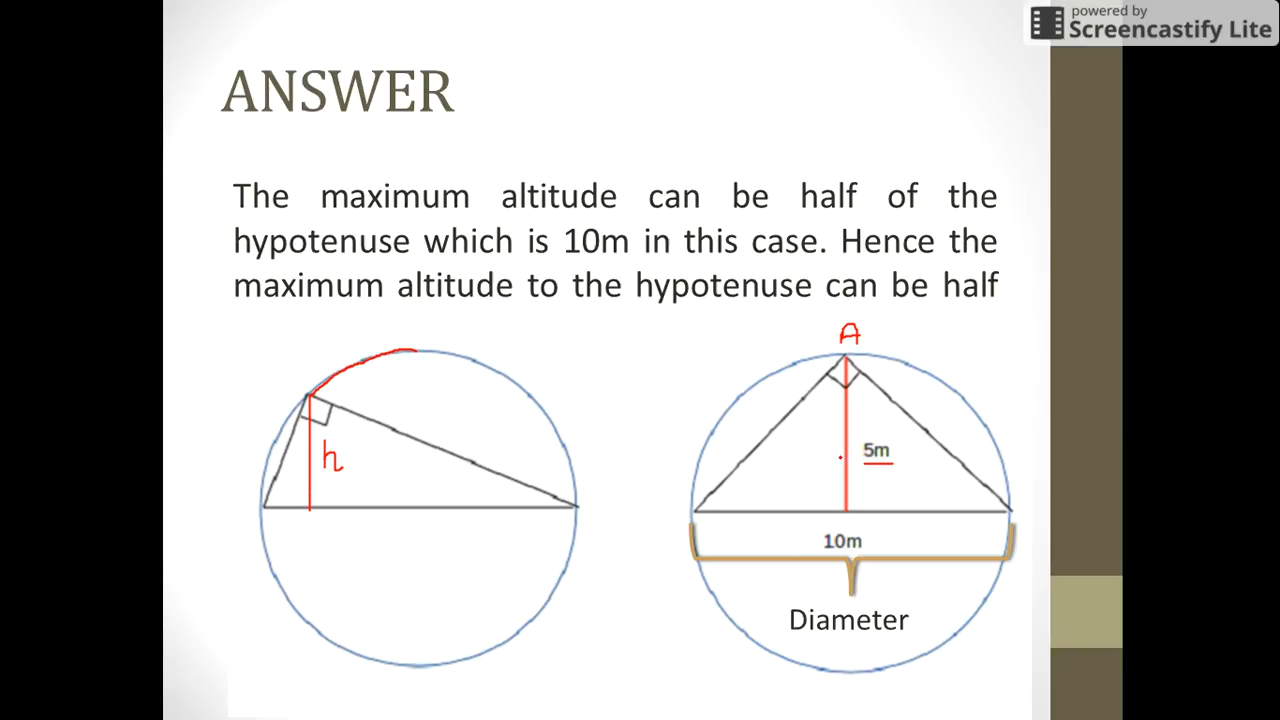 powered by
Screencastify Lite
ANSWER
The maximum altitude can be half of the
hypotenuse which is 10m in this case. Hence the
maximum altitude to the hypotenuse can be half
A
h
5m
10m
Diameter